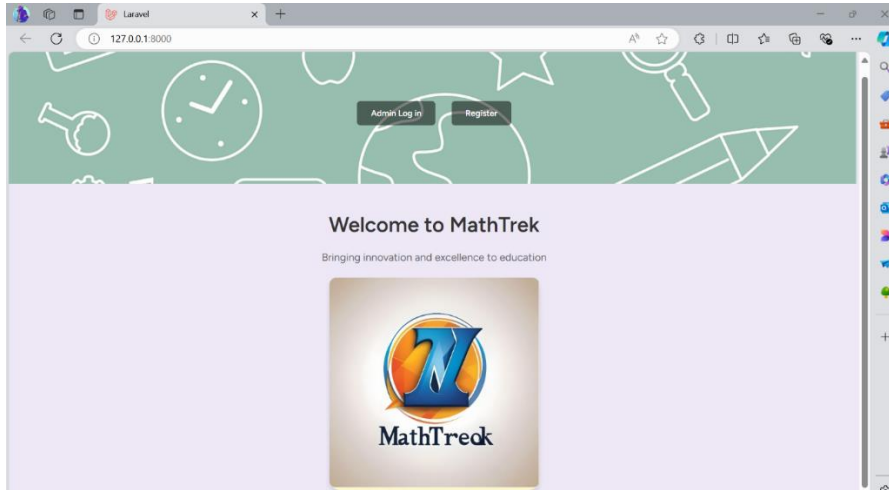 Laravel
127.0.0.1:8000
Admin Log in
Register
Welcome to MathTrek
Bringing innovation and excellence to education
MathTreok